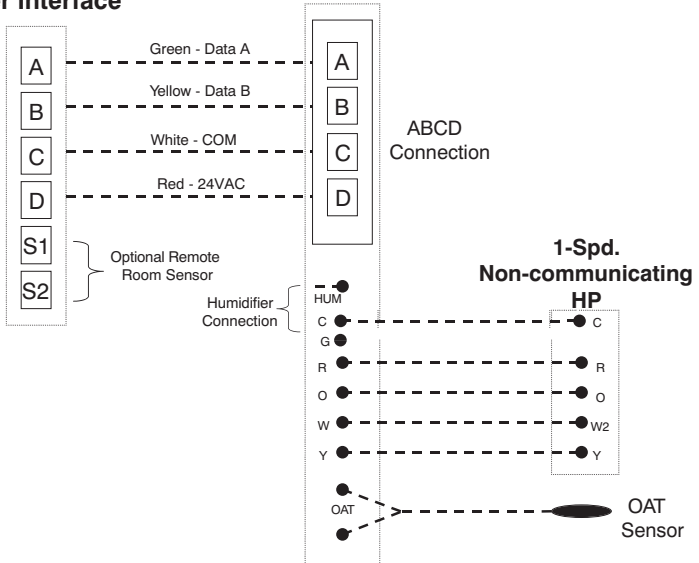 r Interface
A
B
C
D
S1
S2
Green - Data A
Yellow - Data B
White - COM
Red - 24VAC
A
B
C
D
ABCD
Connection
Optional Remote
Room Sensor
Humidifier
Connection
HUM
C
G
R
O
W
Y
OAT
1-Spd.
Non-communicating
HP
C
R
O
W2
Y
OAT
Sensor